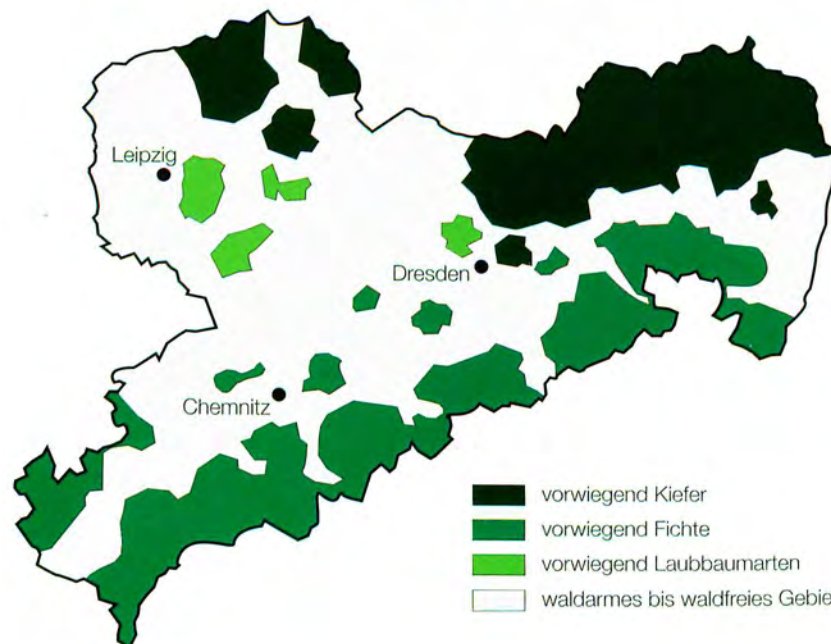 Leipzig
Dresden
Chemnitz
vorwiegend Kiefer
vorwiegend Fichte
vorwiegend Laubbaumarten
waldarmes bis waldfreies Gebie